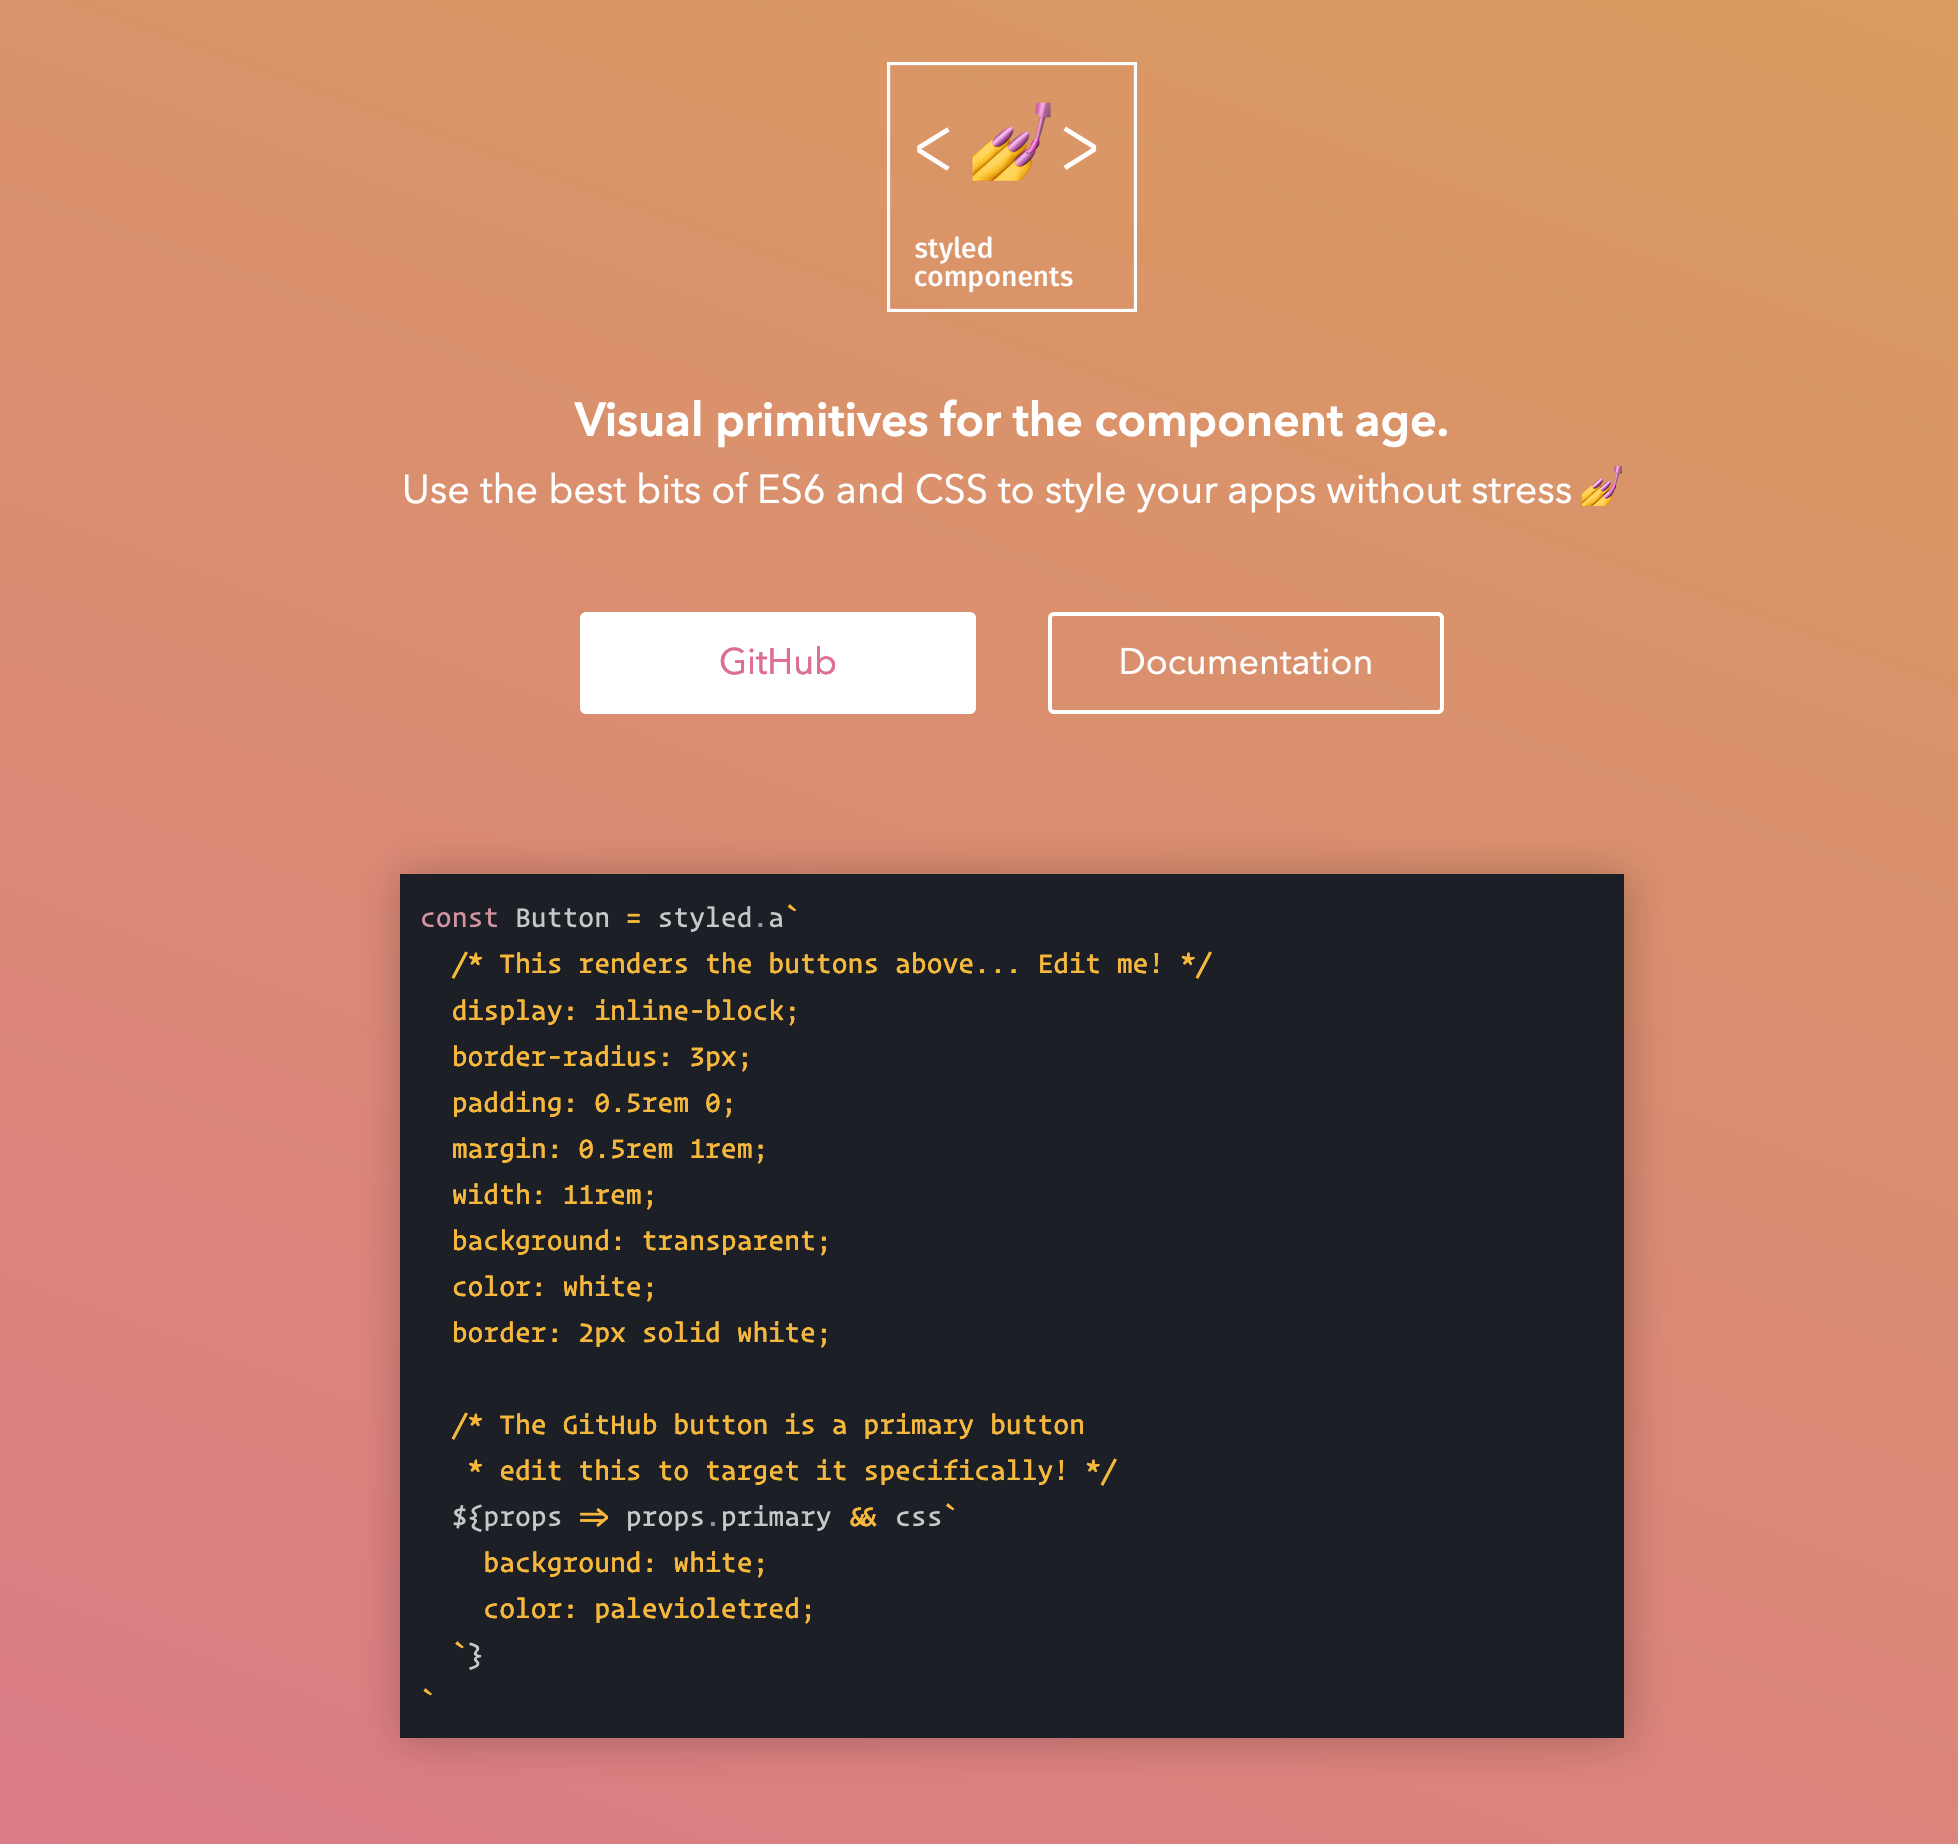 < 💅 >
styled
components
Visual primitives for the component age.
Use the best bits of ES6 and CSS to style your apps without stress 💅
GitHub
Documentation
const Button = styled.a`
  /* This renders the buttons above... Edit me! */
  display: inline-block;
  border-radius: 3px;
  padding: 0.5rem 0;
  margin: 0.5rem 1rem;
  width: 11rem;
  background: transparent;
  color: white;
  border: 2px solid white;

  /* The GitHub button is a primary button
   * edit this to target it specifically! */
  ${props => props.primary && css`
    background: white;
    color: palevioletred;
  `}
`